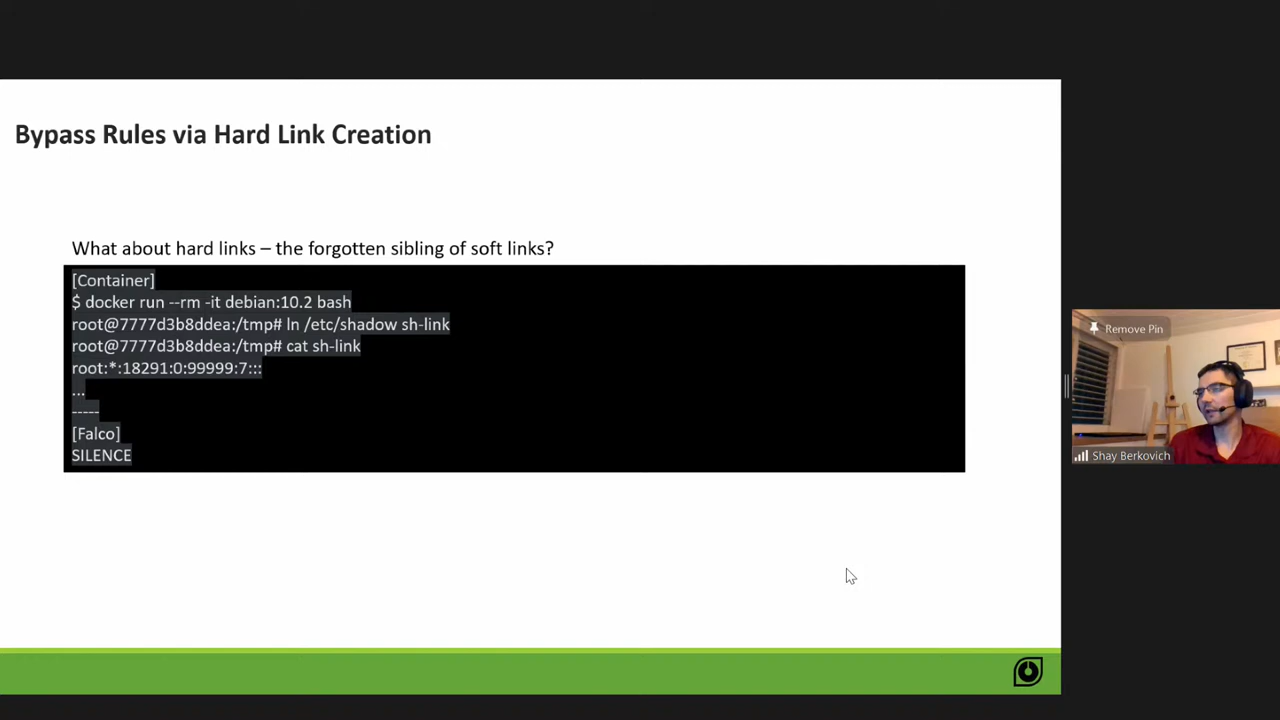 Bypass Rules via Hard Link Creation
What about hard links – the forgotten sibling of soft links?
[Container]
$ docker run --rm -it debian:10.2 bash
root@7777d3b8ddea:/tmp# ln /etc/shadow sh-link
root@7777d3b8ddea:/tmp# cat sh-link
root:*:18291:0:99999:7:::
...
-----
[Falco]
SILENCE
Remove Pin
Shay Berkovich